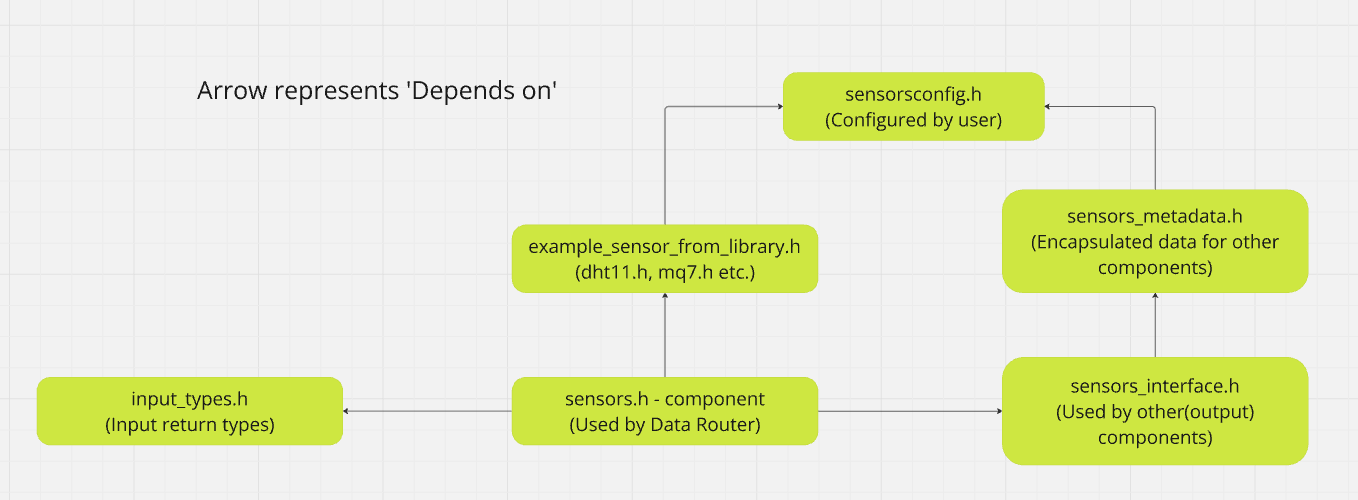 Arrow represents 'Depends on'
sensorsconfig.h
(Configured by user)
sensors_metadata.h
(Encapsulated data for other
components)
example_sensor_from_library.h
(dht11.h, mq7.h etc.)
input_types.h
(Input return types)
sensors.h - component
(Used by Data Router)
sensors_interface.h
(Used by other(output)
components)